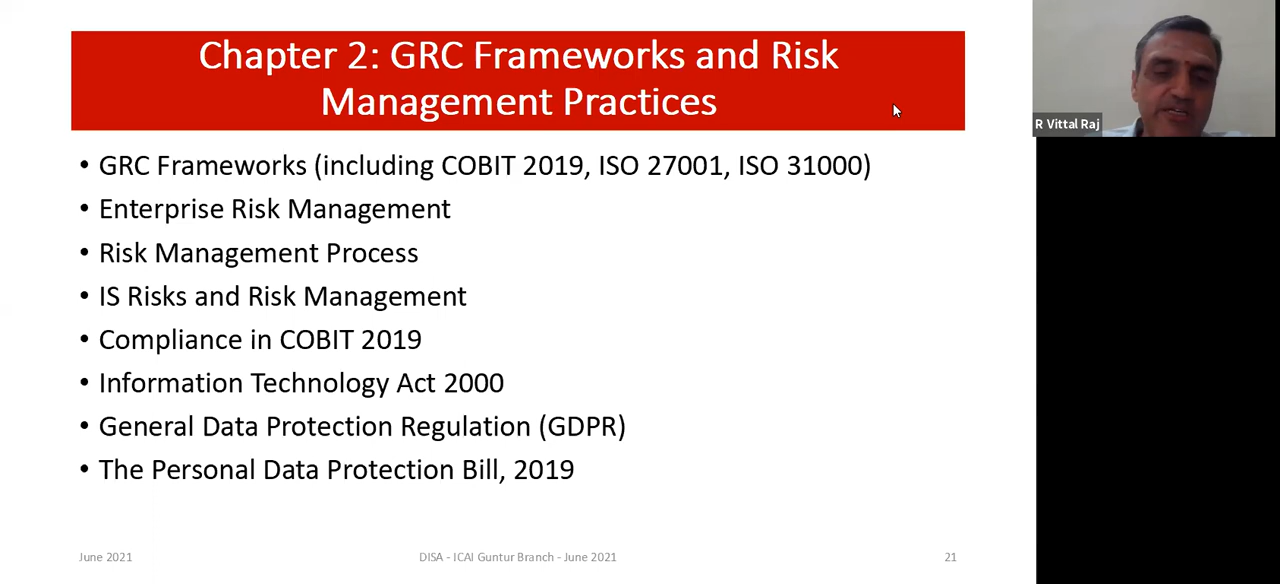 Chapter 2: GRC Frameworks and Risk
Management Practices
R Vittal Raj
• GRC Frameworks (including COBIT 2019, ISO 27001, ISO 31000)
• Enterprise Risk Management
• Risk Management Process
• IS Risks and Risk Management
• Compliance in COBIT 2019
• Information Technology Act 2000
• General Data Protection Regulation (GDPR)
• The Personal Data Protection Bill, 2019
June 2021
DISA - ICAI Guntur Branch - June 2021
21